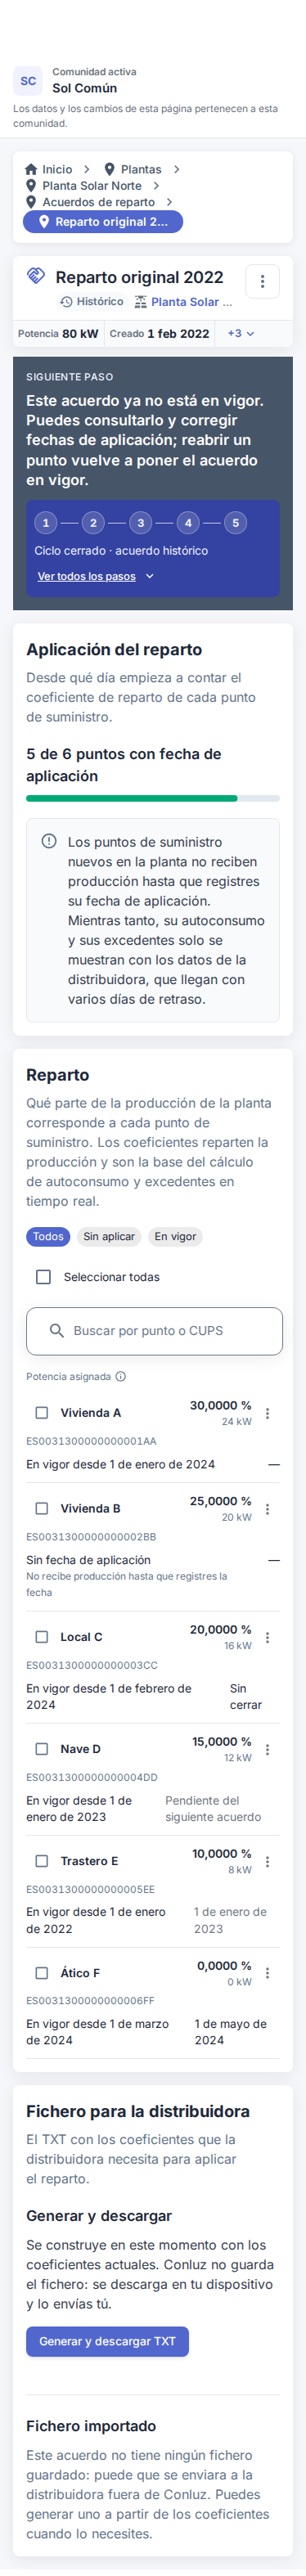 SC
Comunidad activa
Sol Común
Los datos y los cambios de esta página pertenecen a esta
comunidad.
Inicio
Plantas
Planta Solar Norte
Acuerdos de reparto
Reparto original 2...
Reparto original 2022
Histórico
Planta Solar ...
Potencia 80 kW
Creado 1 feb 2022
+3
SIGUIENTE PASO
Este acuerdo ya no está en vigor.
Puedes consultarlo y corregir
fechas de aplicación; reabrir un
punto vuelve a poner el acuerdo
en vigor.
1 2 3 4 5
Ciclo cerrado · acuerdo histórico
Ver todos los pasos
Aplicación del reparto
Desde qué día empieza a contar el
coeficiente de reparto de cada punto
de suministro.
5 de 6 puntos con fecha de
aplicación
Los puntos de suministro
nuevos en la planta no reciben
producción hasta que registres
su fecha de aplicación.
Mientras tanto, su autoconsumo
y sus excedentes solo se
muestran con los datos de la
distribuidora, que llegan con
varios días de retraso.
Reparto
Qué parte de la producción de la planta
corresponde a cada punto de
suministro. Los coeficientes reparten la
producción y son la base del cálculo
de autoconsumo y excedentes en
tiempo real.
Todos
Sin aplicar
En vigor
Seleccionar todas
Buscar por punto o CUPS
Potencia asignada
Vivienda A
30,0000 %
24 kW
ES0031300000000001AA
En vigor desde 1 de enero de 2024
—
Vivienda B
25,0000 %
20 kW
ES0031300000000002BB
Sin fecha de aplicación
—
No recibe producción hasta que registres la
fecha
Local C
20,0000 %
16 kW
ES0031300000000003CC
En vigor desde 1 de febrero de
2024
Sin
cerrar
Nave D
15,0000 %
12 kW
ES0031300000000004DD
En vigor desde 1 de
enero de 2023
Pendiente del
siguiente acuerdo
Trastero E
10,0000 %
8 kW
ES0031300000000005EE
En vigor desde 1 de enero
de 2022
1 de enero de
2023
Ático F
0,0000 %
0 kW
ES0031300000000006FF
En vigor desde 1 de marzo
de 2024
1 de mayo de
2024
Fichero para la distribuidora
El TXT con los coeficientes que la
distribuidora necesita para aplicar
el reparto.
Generar y descargar
Se construye en este momento con los
coeficientes actuales. Conluz no guarda
el fichero: se descarga en tu dispositivo
y lo envías tú.
Generar y descargar TXT
Fichero importado
Este acuerdo no tiene ningún fichero
guardado: puede que se enviara a la
distribuidora fuera de Conluz. Puedes
generar uno a partir de los coeficientes
cuando lo necesites.